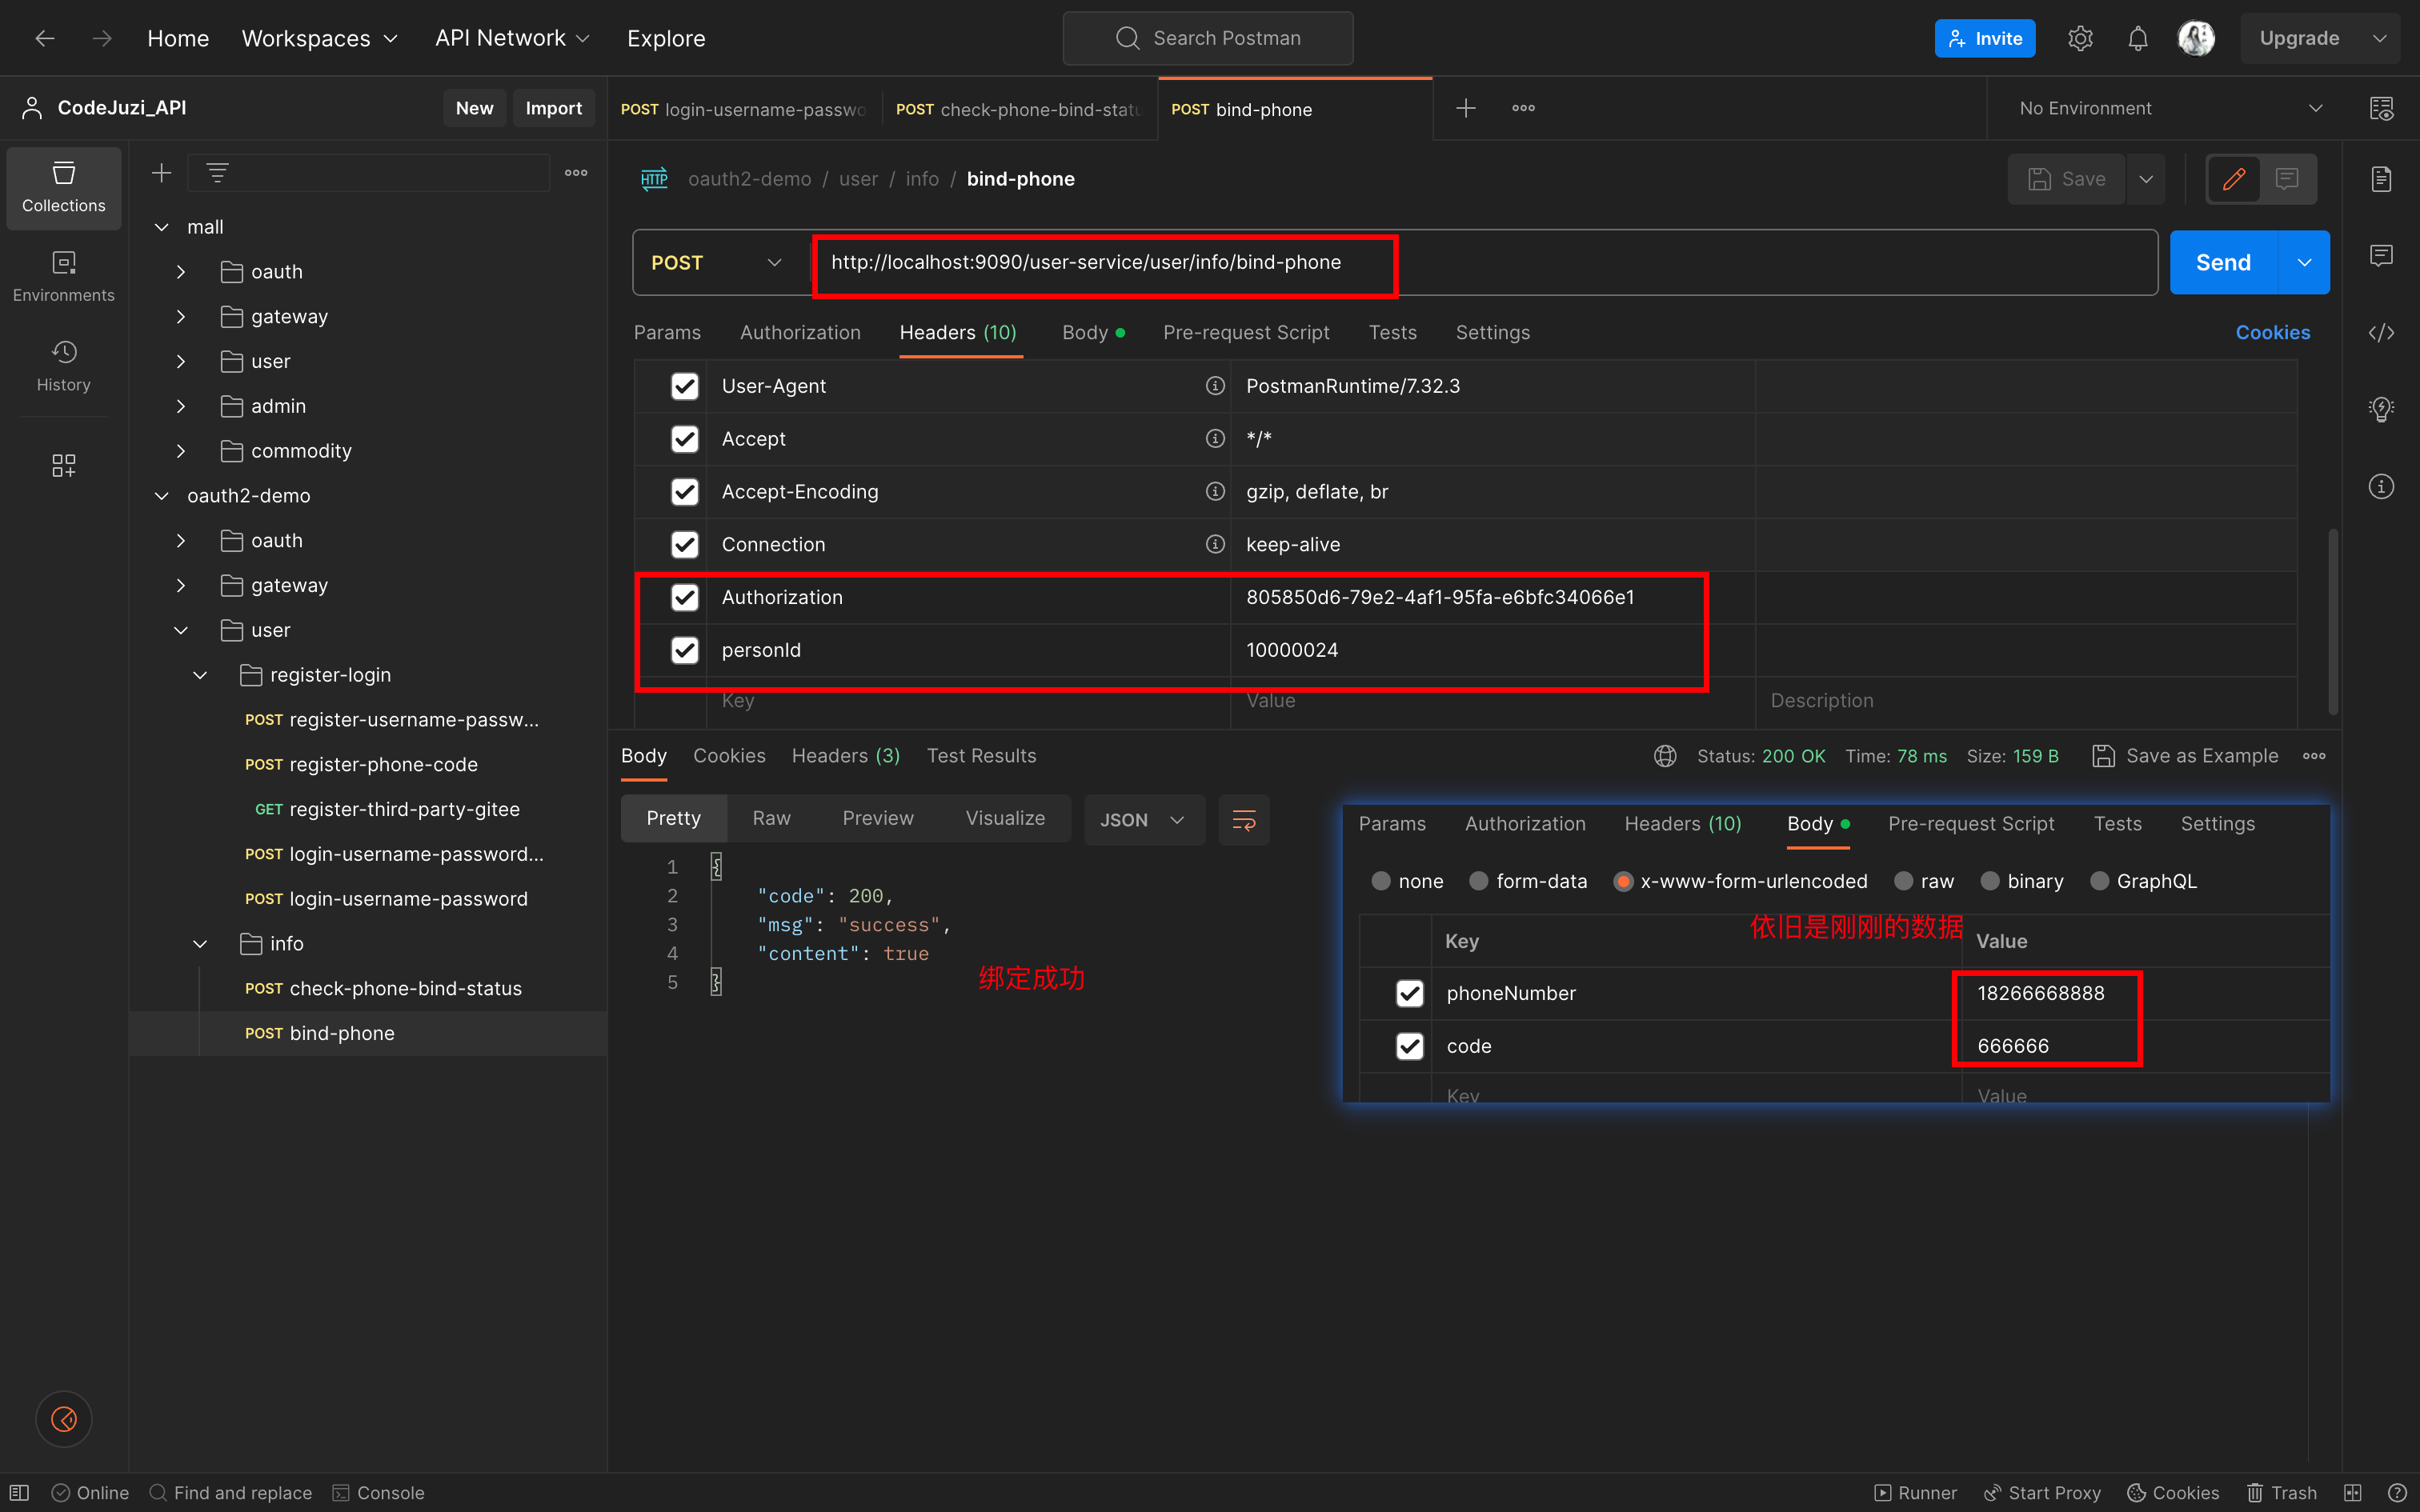 Home Workspaces API Network Explore Search Postman Invite Upgrade
CodeJuzi_API New Import
POST login-username-passwo POST check-phone-bind-statu POST bind-phone No Environment
Collections
Environments
History
mall
oauth
gateway
user
admin
commodity
oauth2-demo
oauth
gateway
user
register-login
POST register-username-passw...
POST register-phone-code
GET register-third-party-gitee
POST login-username-password...
POST login-username-password
info
POST check-phone-bind-status
POST bind-phone
HTTP oauth2-demo / user / info / bind-phone Save
POST http://localhost:9090/user-service/user/info/bind-phone Send
Params Authorization Headers (10) Body Pre-request Script Tests Settings Cookies
User-Agent PostmanRuntime/7.32.3
Accept */*
Accept-Encoding gzip, deflate, br
Connection keep-alive
Authorization 805850d6-79e2-4af1-95fa-e6bfc34066e1
personId 10000024
Key Value Description
Body Cookies Headers (3) Test Results Status: 200 OK Time: 78 ms Size: 159 B Save as Example
Pretty Raw Preview Visualize JSON
1 {
2 "code": 200,
3 "msg": "success",
4 "content": true
5 }
绑定成功
Params Authorization Headers (10) Body Pre-request Script Tests Settings
none form-data x-www-form-urlencoded raw binary GraphQL
依旧是刚刚的数据
Key Value
phoneNumber 18266668888
code 666666
Key Value
Online Find and replace Console Runner Start Proxy Cookies Trash